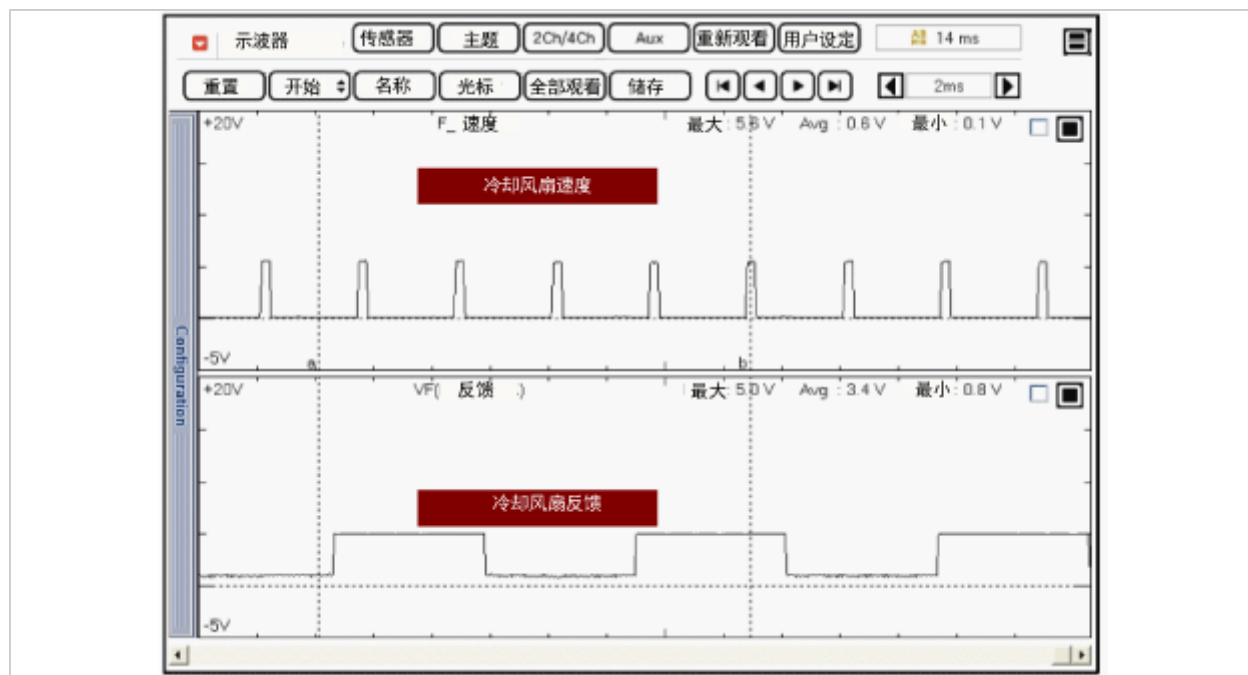 示波器 传感器 主题 2Ch/4Ch Aux 重新观看 用户设定 14 ms
重置 开始 名称 光标 全部观看 储存 2ms
+20V F_ 速度 最大: 5.6 V Avg : 0.6 V 最小: 0.1 V
冷却风扇速度
-5V a b
Configuration
+20V VF( 反馈 .) 最大: 5.0 V Avg : 3.4 V 最小: 0.8 V
冷却风扇反馈
-5V